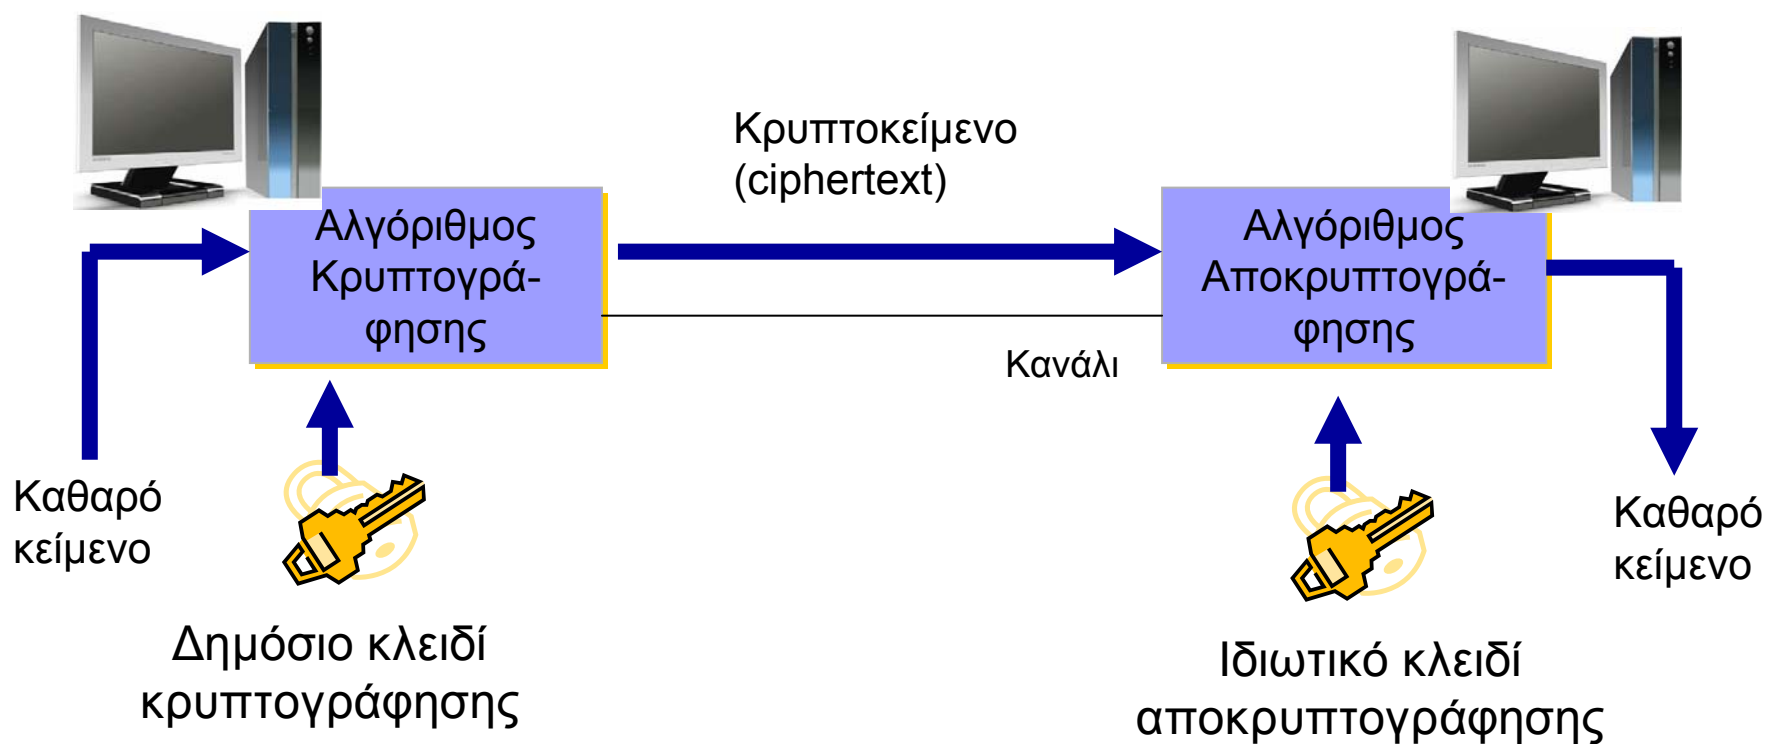 Κρυπτοκείμενο
(ciphertext)
Αλγόριθμος
Κρυπτογρά-
φησης
Αλγόριθμος
Αποκρυπτογρά-
φησης
Κανάλι
Καθαρό
κείμενο
Καθαρό
κείμενο
Δημόσιο κλειδί
κρυπτογράφησης
Ιδιωτικό κλειδί
αποκρυπτογράφησης